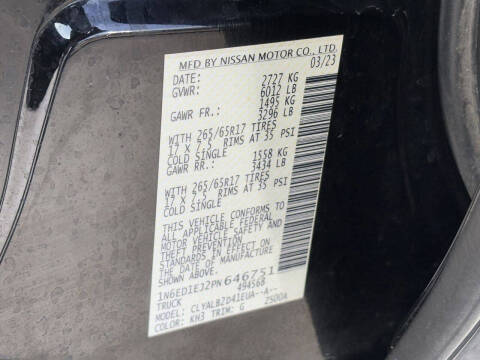 MFD BY NISSAN MOTOR CO., LTD.
DATE: 03/23
GVWR: 2727 KG
6012 LB
GAWR FR.: 1495 KG
3296 LB
WITH 265/65R17 TIRES
17 X 7.5 RIMS AT 35 PSI
COLD SINGLE
GAWR RR.: 1558 KG
3434 LB
WITH 265/65R17 TIRES
17 X 7.5 RIMS AT 35 PSI
COLD SINGLE
THIS VEHICLE CONFORMS TO
ALL APPLICABLE FEDERAL
MOTOR VEHICLE SAFETY AND
THEFT PREVENTION
STANDARDS IN EFFECT ON
THE DATE OF MANUFACTURE
SHOWN ABOVE.
1N6ED1EJ2PN646751
TRUCK 494568
MODEL: CLYALB2D41EUA--A--
COLOR: KH3 TRIM: G 2500A